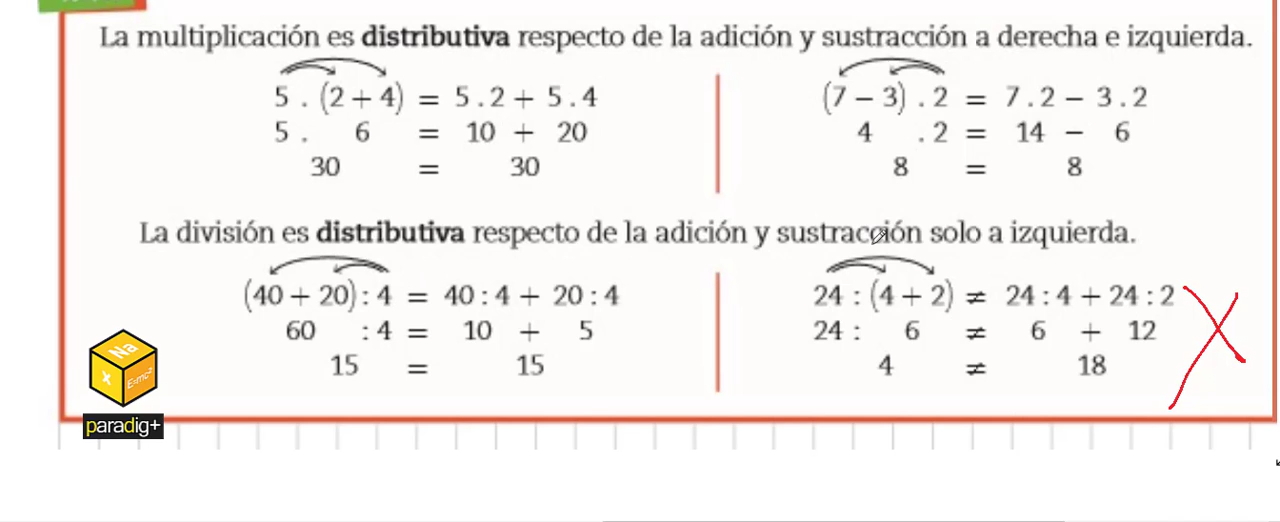 La multiplicación es distributiva respecto de la adición y sustracción a derecha e izquierda.
5 . (2 + 4) = 5 . 2 + 5 . 4
5 . 6 = 10 + 20
30 = 30
(7 – 3) . 2 = 7 . 2 – 3 . 2
4 . 2 = 14 – 6
8 = 8
La división es distributiva respecto de la adición y sustracción solo a izquierda.
(40 + 20) : 4 = 40 : 4 + 20 : 4
60 : 4 = 10 + 5
15 = 15
24 : (4 + 2) ≠ 24 : 4 + 24 : 2
24 : 6 ≠ 6 + 12
4 ≠ 18
Na
x
E=mc²
paradig+